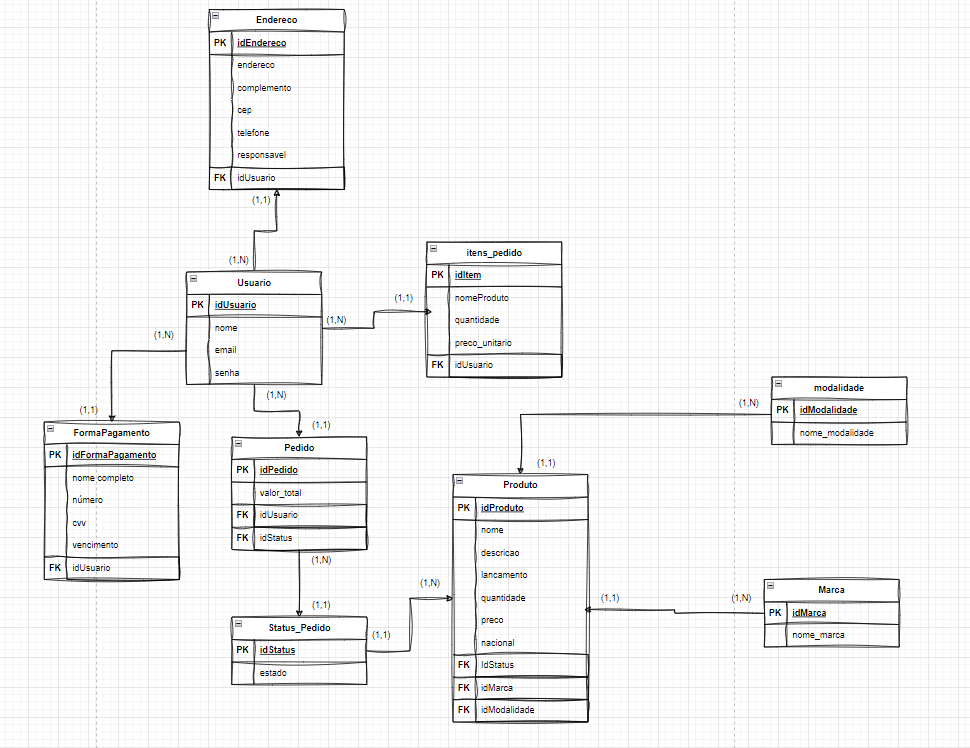 Endereco
PK idEndereco
endereco
complemento
cep
telefone
responsavel
FK idUsuario
(1,1)
(1,N)
Usuario
PK idUsuario
nome
email
senha
(1,N)
(1,1)
itens_pedido
PK idItem
nomeProduto
quantidade
preco_unitario
FK idUsuario
(1,N)
(1,1)
FormaPagamento
PK idFormaPagamento
nome completo
número
cvv
vencimento
FK idUsuario
(1,N)
(1,1)
Pedido
PK idPedido
valor_total
FK idUsuario
FK idStatus
(1,N)
(1,1)
Status_Pedido
PK idStatus
estado
(1,1)
(1,N)
modalidade
PK idModalidade
nome_modalidade
(1,N)
(1,1)
Produto
PK idProduto
nome
descricao
lancamento
quantidade
preco
nacional
FK IdStatus
FK idMarca
FK idModalidade
(1,1)
(1,N)
Marca
PK idMarca
nome_marca